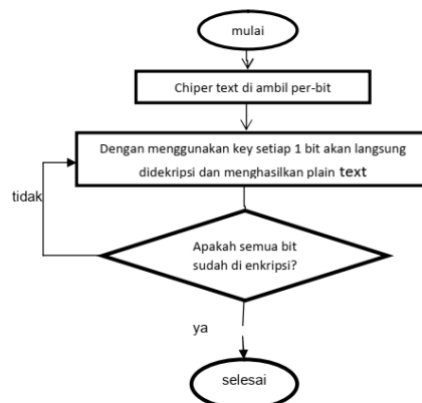 mulai
Chiper text di ambil per-bit
Dengan menggunakan key setiap 1 bit akan langsung
didekripsi dan menghasilkan plain text
tidak
Apakah semua bit
sudah di enkripsi?
ya
selesai